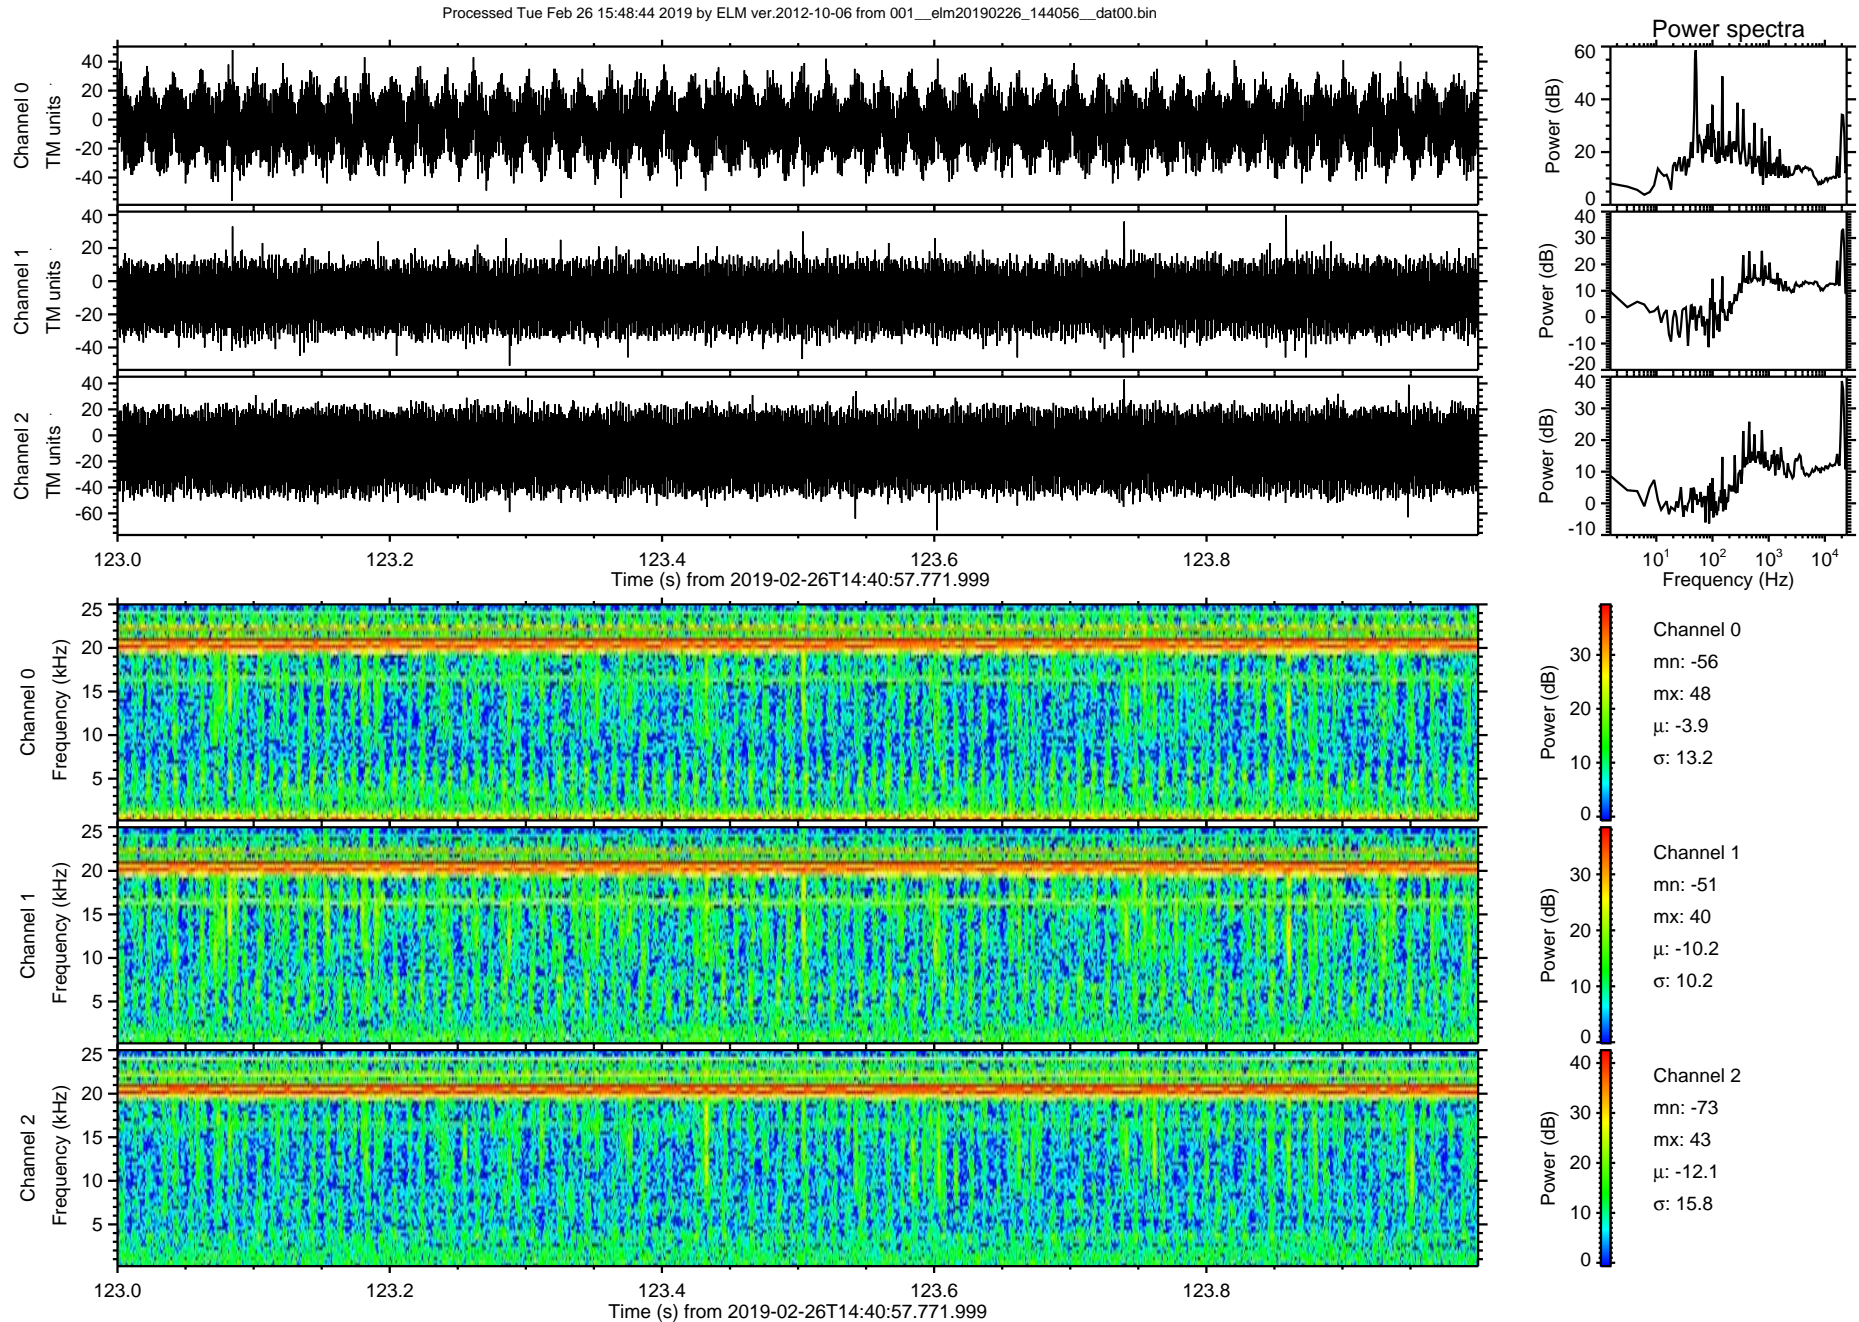 Processed Tue Feb 26 15:48:44 2019 by ELM ver.2012-10-06 from 001__elm20190226_144056__dat00.bin
Power spectra
Channel 0
TM units
40
20
0
-20
-40
Power (dB)
60
40
20
0
Channel 1
TM units
40
20
0
-20
-40
Power (dB)
40
30
20
10
0
-10
-20
Channel 2
TM units
40
20
0
-20
-40
-60
Power (dB)
40
30
20
10
0
-10
123.0 123.2 123.4 123.6 123.8
Time (s) from 2019-02-26T14:40:57.771.999
10¹ 10² 10³ 10⁴
Frequency (Hz)
Channel 0
Frequency (kHz)
25
20
15
10
5
Power (dB)
30
20
10
0
Channel 0
mn: -56
mx: 48
μ: -3.9
σ: 13.2
Channel 1
Frequency (kHz)
25
20
15
10
5
Power (dB)
30
20
10
0
Channel 1
mn: -51
mx: 40
μ: -10.2
σ: 10.2
Channel 2
Frequency (kHz)
25
20
15
10
5
Power (dB)
40
30
20
10
0
Channel 2
mn: -73
mx: 43
μ: -12.1
σ: 15.8
123.0 123.2 123.4 123.6 123.8
Time (s) from 2019-02-26T14:40:57.771.999